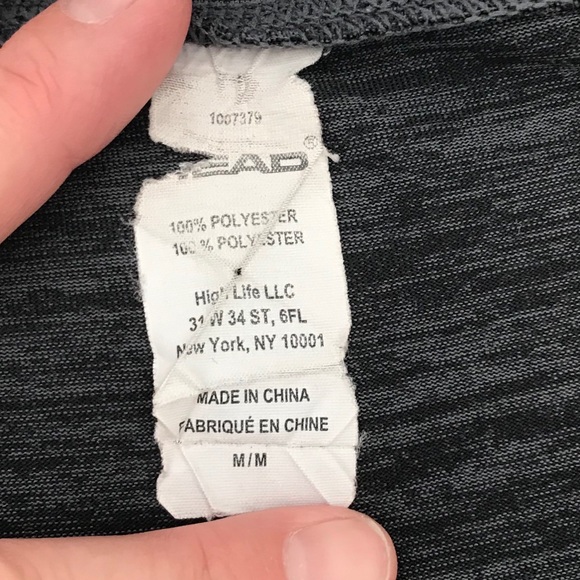 1007379
EAD®
100% POLYESTER
100 % POLYESTER
High Life LLC
31 W 34 ST, 6FL
New York, NY 10001
MADE IN CHINA
FABRIQUÉ EN CHINE
M/M